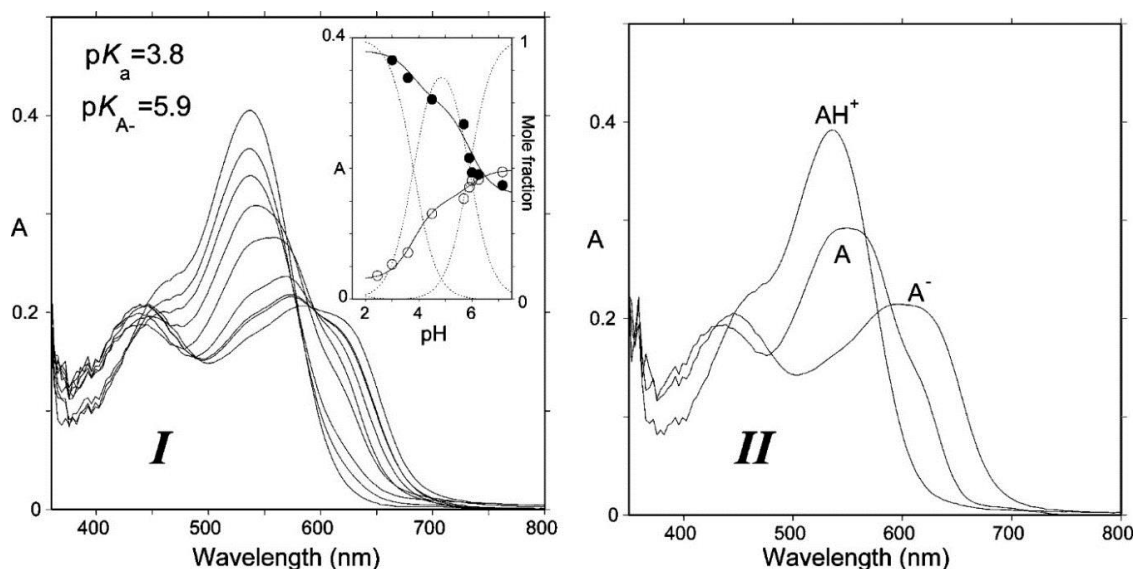 pKa=3.8
pKA-=5.9
0.4
0.2
0
A
400
500
600
700
800
Wavelength (nm)
I
0.4
A
0
1
0
Mole fraction
2
4
6
pH
0.4
0.2
0
A
AH+
A
A-
400
500
600
700
800
Wavelength (nm)
II